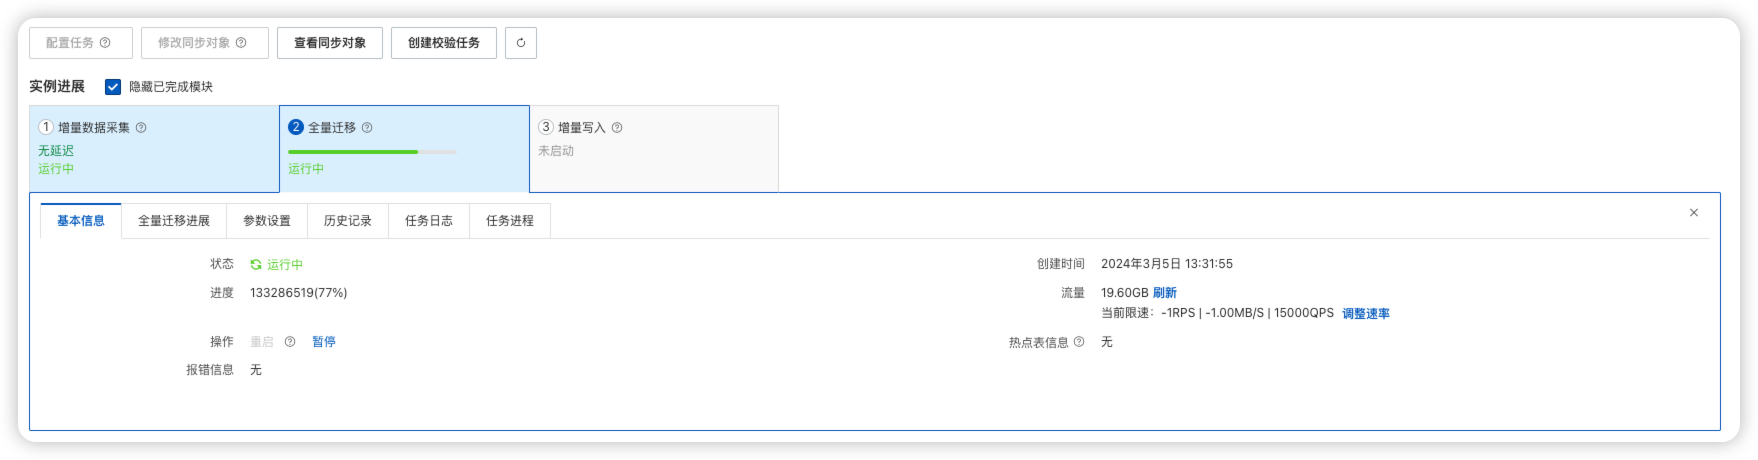 配置任务 修改同步对象 查看同步对象 创建校验任务
实例进展 隐藏已完成模块
1 增量数据采集
无延迟
运行中
2 全量迁移
运行中
3 增量写入
未启动
基本信息 全量迁移进展 参数设置 历史记录 任务日志 任务进程
状态 运行中
创建时间 2024年3月5日 13:31:55
进度 133286519(77%)
流量 19.60GB 刷新
当前限速: -1RPS | -1.00MB/S | 15000QPS 调整速率
操作 重启 暂停
热点表信息 无
报错信息 无